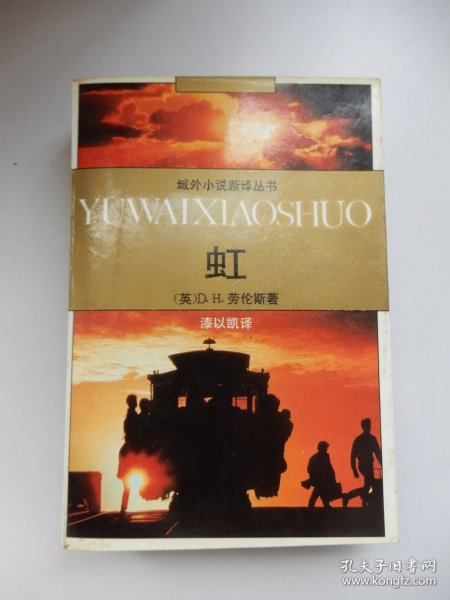 域外小说新译丛书
YUWAIXIAOSHUO
虹
(英)D.H.劳伦斯著
漆以凯译
孔夫子旧书网
www.kongfz.com